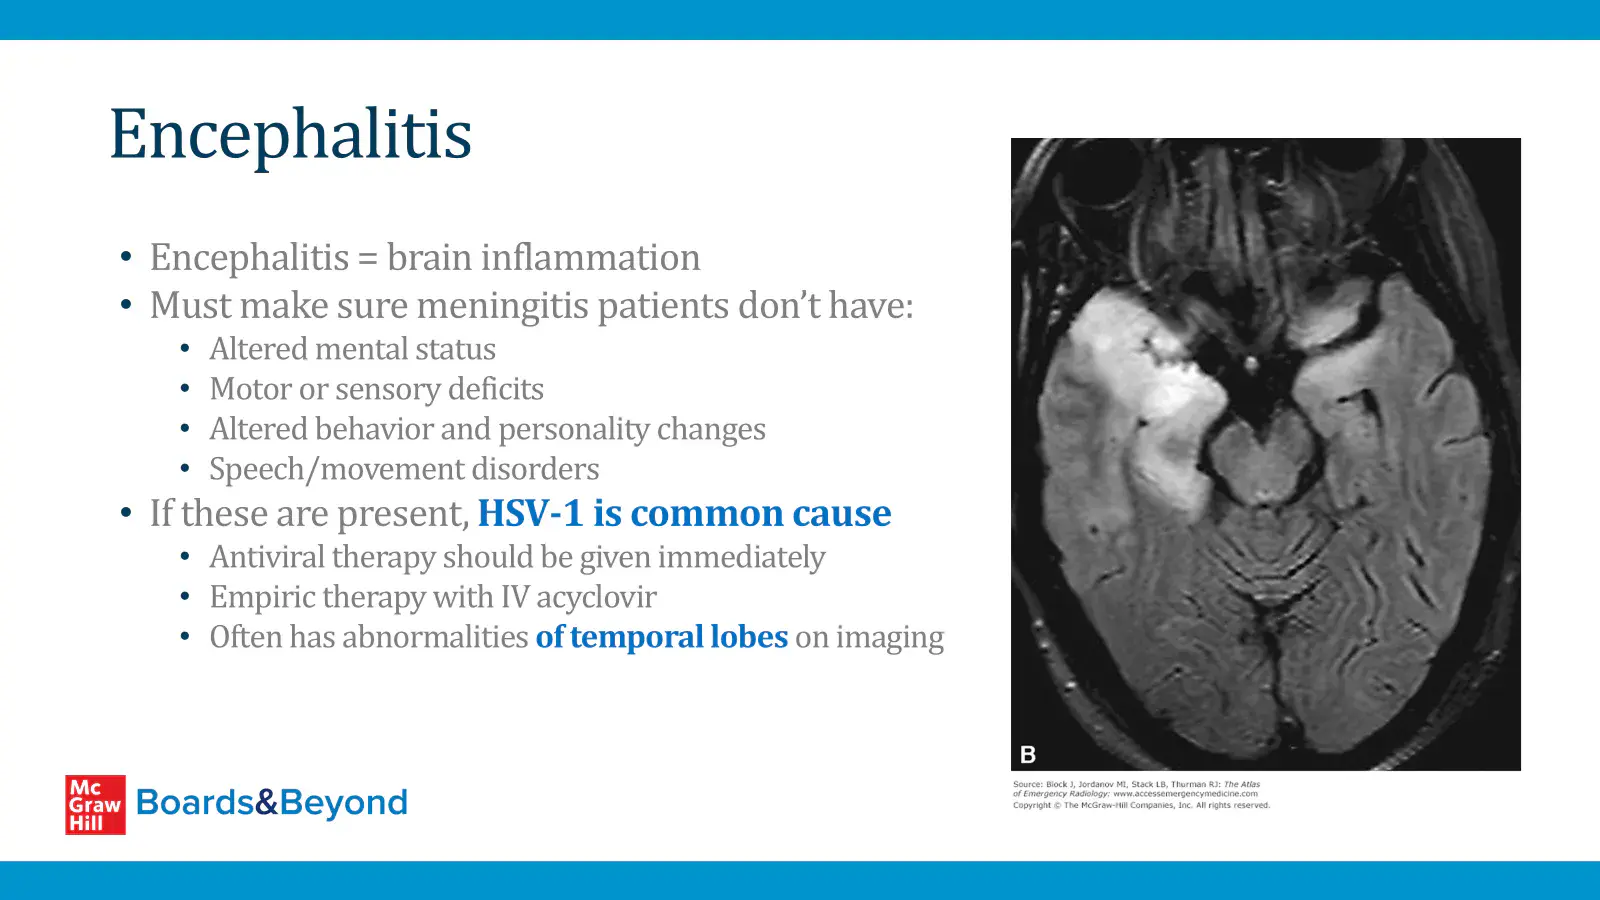 Encephalitis
• Encephalitis = brain inflammation
• Must make sure meningitis patients don’t have:
• Altered mental status
• Motor or sensory deficits
• Altered behavior and personality changes
• Speech/movement disorders
• If these are present, HSV-1 is common cause
• Antiviral therapy should be given immediately
• Empiric therapy with IV acyclovir
• Often has abnormalities of temporal lobes on imaging
B
Source: Block J, Jordanov MI, Stack LB, Thurman RJ: The Atlas
of Emergency Radiology: www.accessemergencymedicine.com
Copyright © The McGraw-Hill Companies, Inc. All rights reserved.
Mc
Graw
Hill
Boards&Beyond